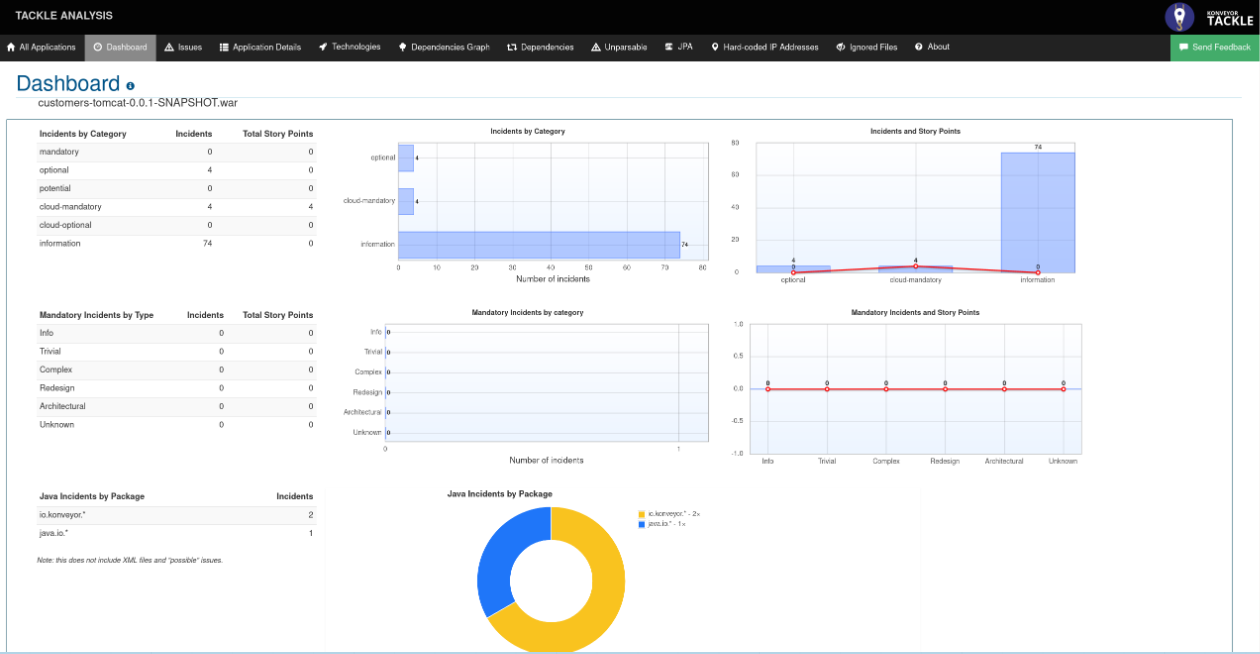 TACKLE ANALYSIS
KONVEYOR
TACKLE
All Applications Dashboard Issues Application Details Technologies Dependencies Graph Dependencies Unparsable JPA Hard-coded IP Addresses Ignored Files About Send Feedback
Dashboard
customers-tomcat-0.0.1-SNAPSHOT.war
Incidents by Category Incidents Total Story Points
mandatory 0 0
optional 4 0
potential 0 0
cloud-mandatory 4 4
cloud-optional 0 0
information 74 0
Incidents by Category
optional 4
cloud-mandatory 4
information 74
0 10 20 30 40 50 60 70 80
Number of incidents
Incidents and Story Points
80
60
40
20
0
74
4 4
0 0
optional cloud-mandatory information
Mandatory Incidents by Type Incidents Total Story Points
Info 0 0
Trivial 0 0
Complex 0 0
Redesign 0 0
Architectural 0 0
Unknown 0 0
Mandatory Incidents by category
Info 0
Trivial 0
Complex 0
Redesign 0
Architectural 0
Unknown 0
0 1
Number of incidents
Mandatory Incidents and Story Points
1.0
0.5
0.0
-0.5
-1.0
0 0 0 0 0 0
Info Trivial Complex Redesign Architectural Unknown
Java Incidents by Package Incidents
io.konveyor.* 2
java.io.* 1
Note: this does not include XML files and "possible" issues.
Java Incidents by Package
io.konveyor.* - 2×
java.io.* - 1×